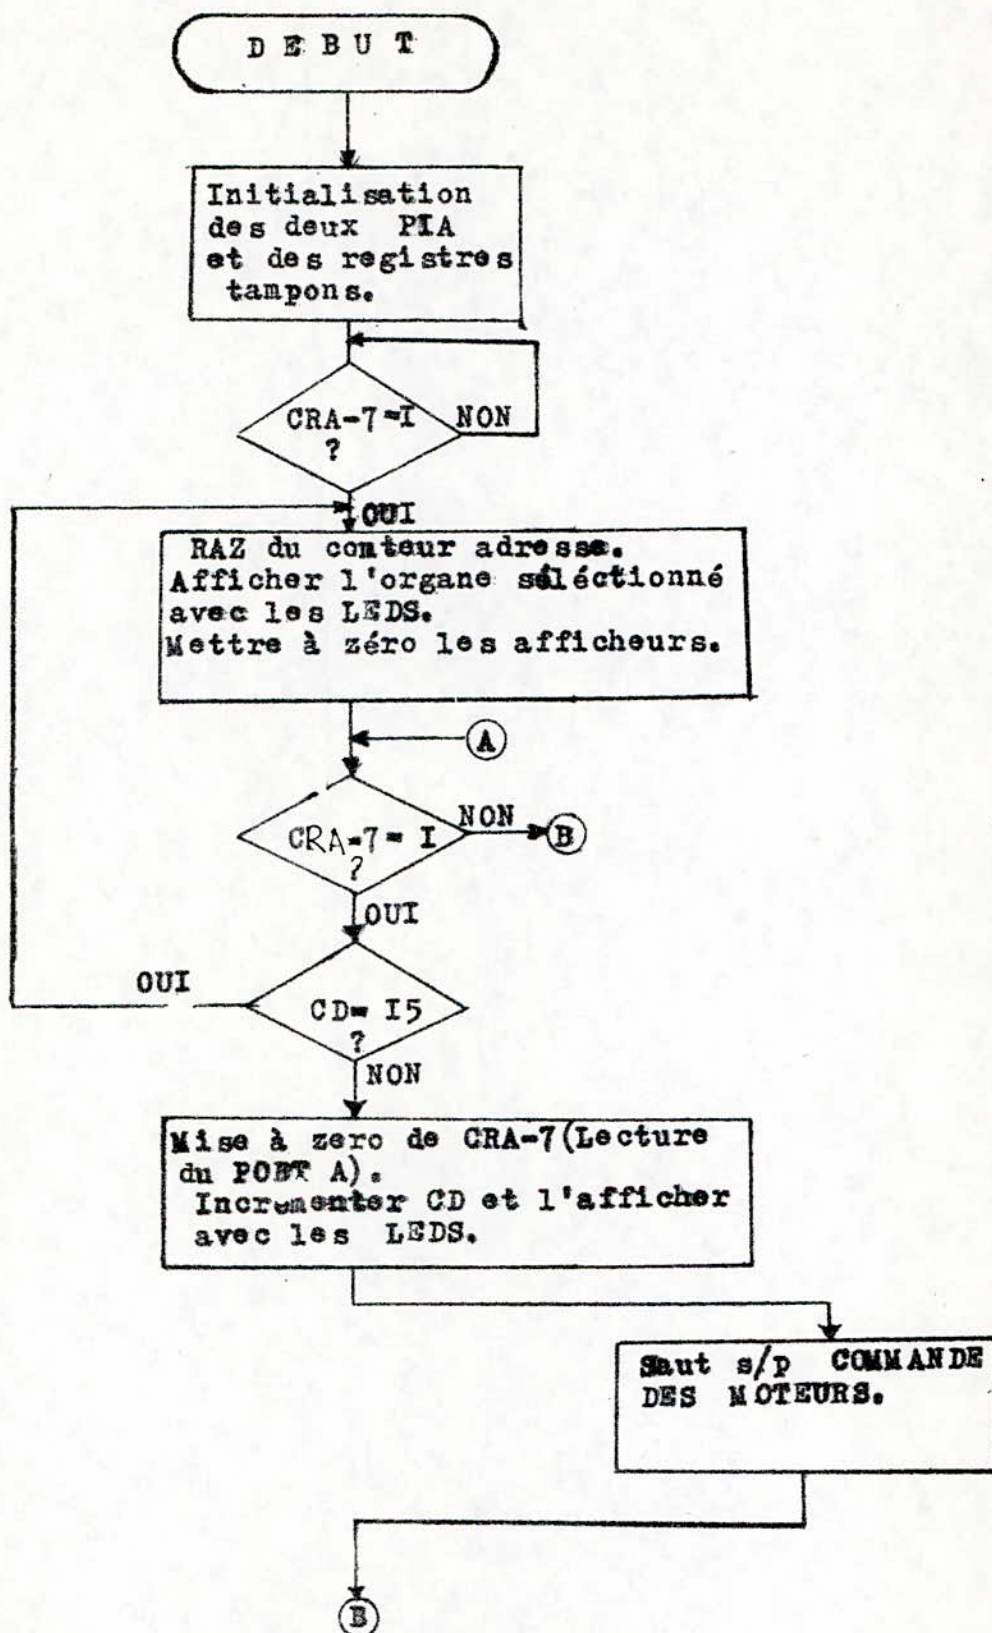 D E B U T
Initialisation
des deux PIA
et des registres
tampons.
CRA-7=I
?
NON
OUI
RAZ du comteur adresse.
Afficher l'organe séléctionné
avec les LEDS.
Mettre à zéro les afficheurs.
A
CRA-7= I
?
NON
B
OUI
CD= I5
?
OUI
NON
Mise à zero de CRA-7(Lecture
du PORT A).
Incrementer CD et l'afficher
avec les LEDS.
Saut s/p COMMANDE
DES MOTEURS.
B